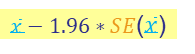 ẋ − 1.96 ∗ SE(ẋ)